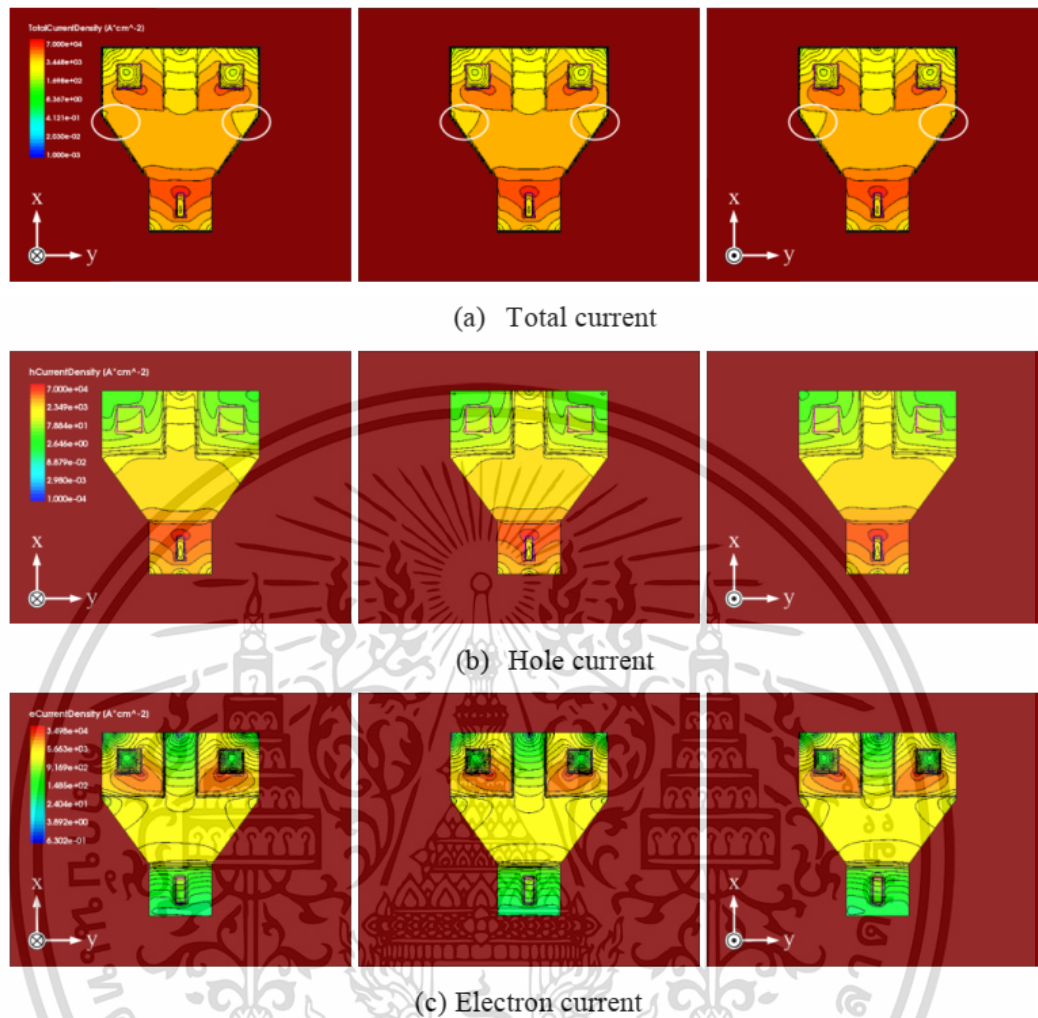 TotalCurrentDensity (A*cm^-2)
7.000e+04
3.448e+03
1.698e+02
8.367e+00
4.121e-01
2.030e-02
1.000e-03
x
y
x
y
(a) Total current
hCurrentDensity (A*cm^-2)
7.000e+04
2.349e+03
7.884e+01
2.646e+00
8.879e-02
2.980e-03
1.000e-04
x
y
x
y
(b) Hole current
eCurrentDensity (A*cm^-2)
3.498e+04
5.663e+03
9.169e+02
1.485e+02
2.404e+01
3.892e+00
6.302e-01
x
y
x
y
(c) Electron current